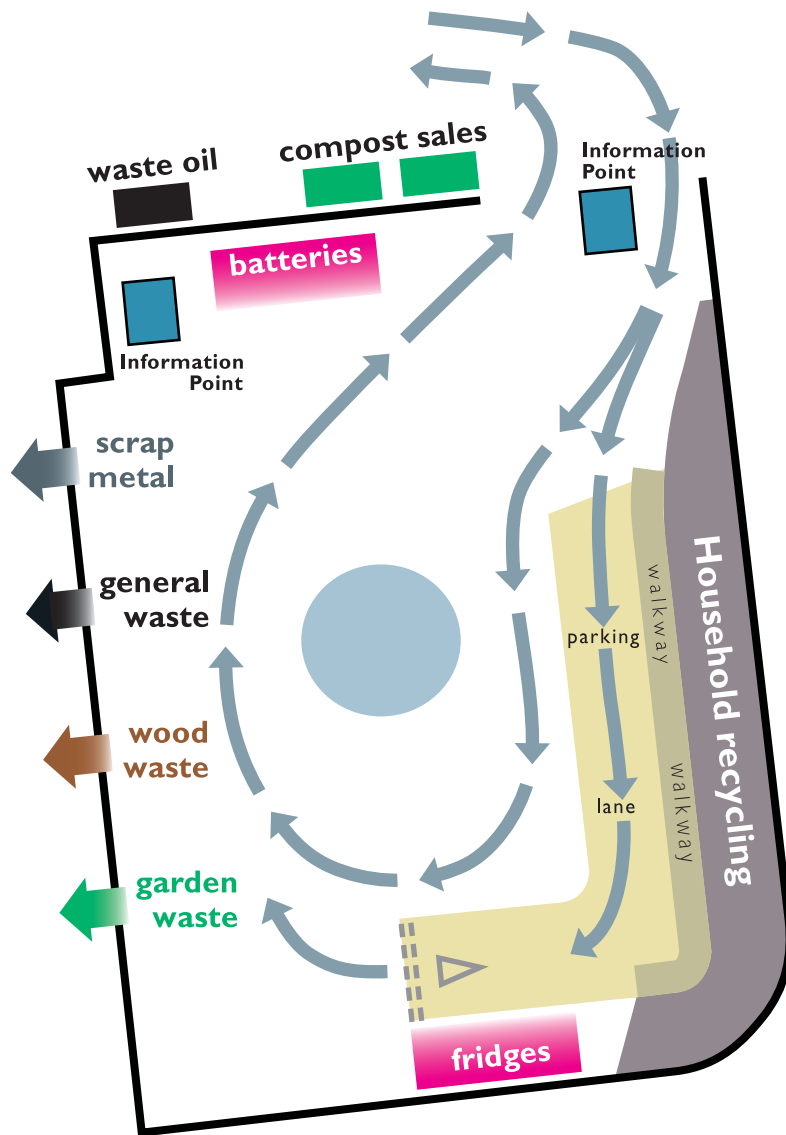 compost sales
waste oil
Information
Point
batteries
Information
Point
scrap
metal
general
waste
wood
waste
garden
waste
parking
lane
walkway
walkway
Household recycling
fridges